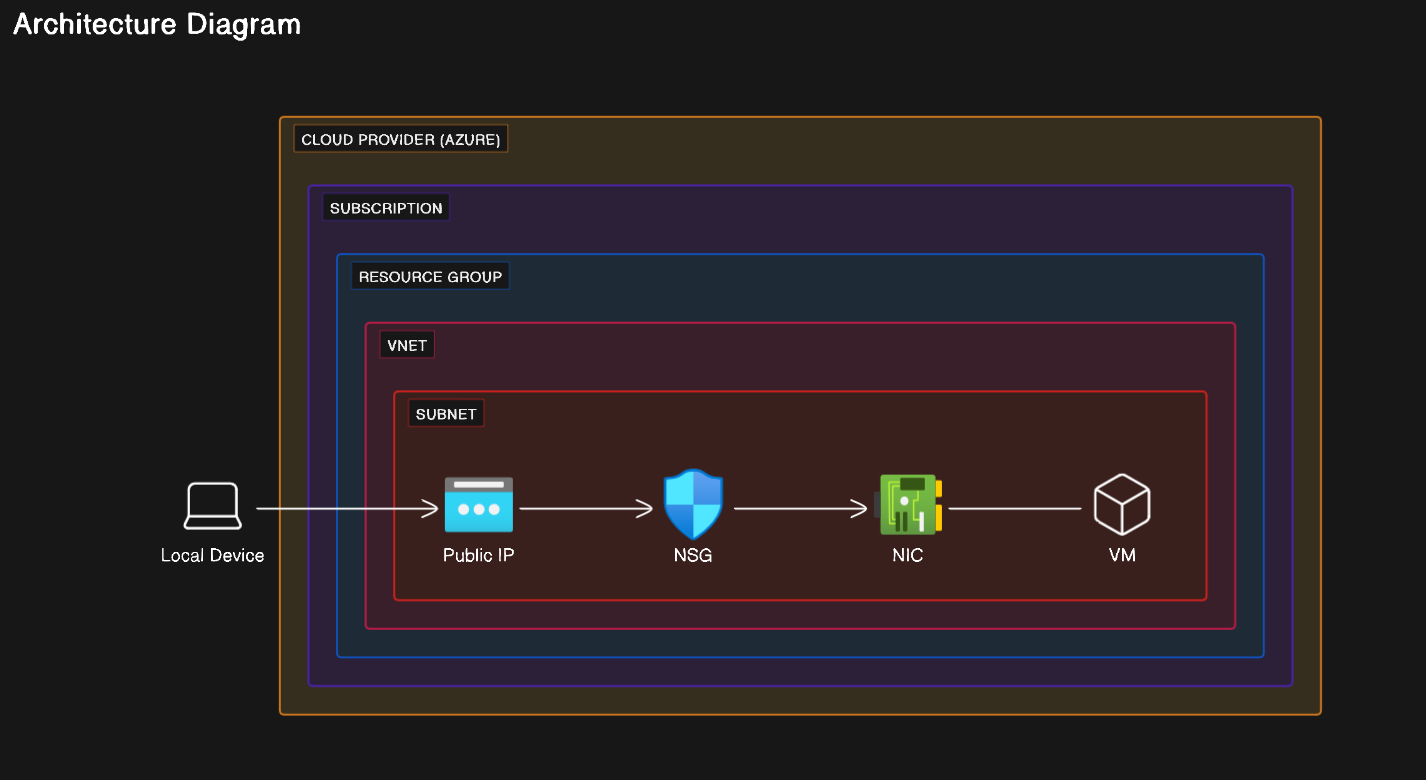 Architecture Diagram
CLOUD PROVIDER (AZURE)
SUBSCRIPTION
RESOURCE GROUP
VNET
SUBNET
Local Device
Public IP
NSG
NIC
VM